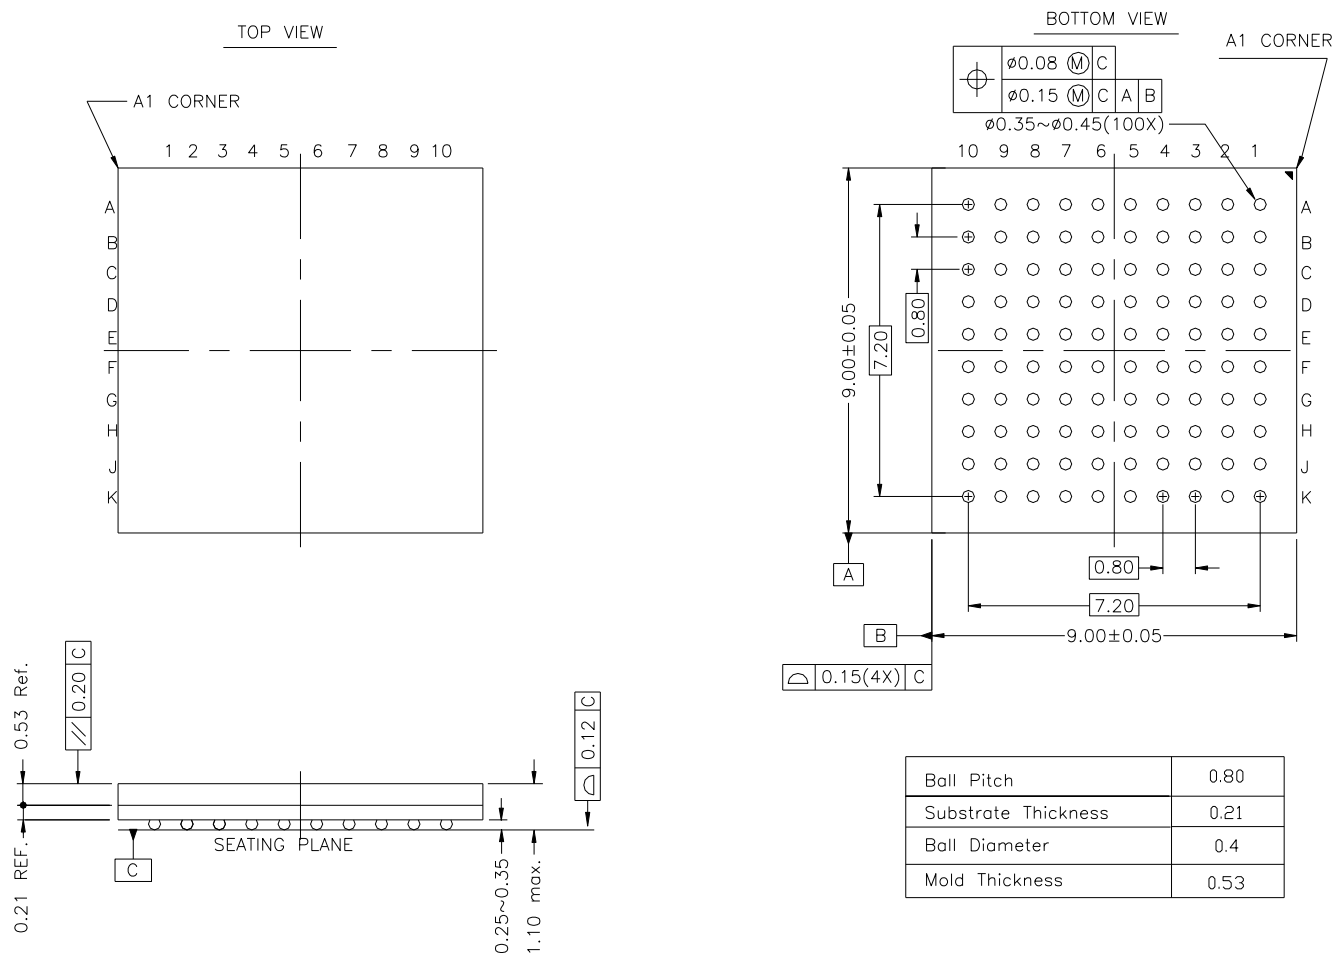 TOP VIEW
A1 CORNER
1 2 3 4 5 6 7 8 9 10
A
B
C
D
E
F
G
H
J
K
BOTTOM VIEW
A1 CORNER
⌀0.08 Ⓜ C
⌀0.15 Ⓜ C A B
⌀0.35~⌀0.45(100X)
10 9 8 7 6 5 4 3 2 1
A
B
C
D
E
F
G
H
J
K
9.00±0.05
7.20
0.80
A
0.80
7.20
B
9.00±0.05
0.15(4X) C
0.53 Ref.
0.21 REF.
// 0.20 C
0.12 C
SEATING PLANE
C
0.25~0.35
1.10 max.
Ball Pitch 0.80
Substrate Thickness 0.21
Ball Diameter 0.4
Mold Thickness 0.53